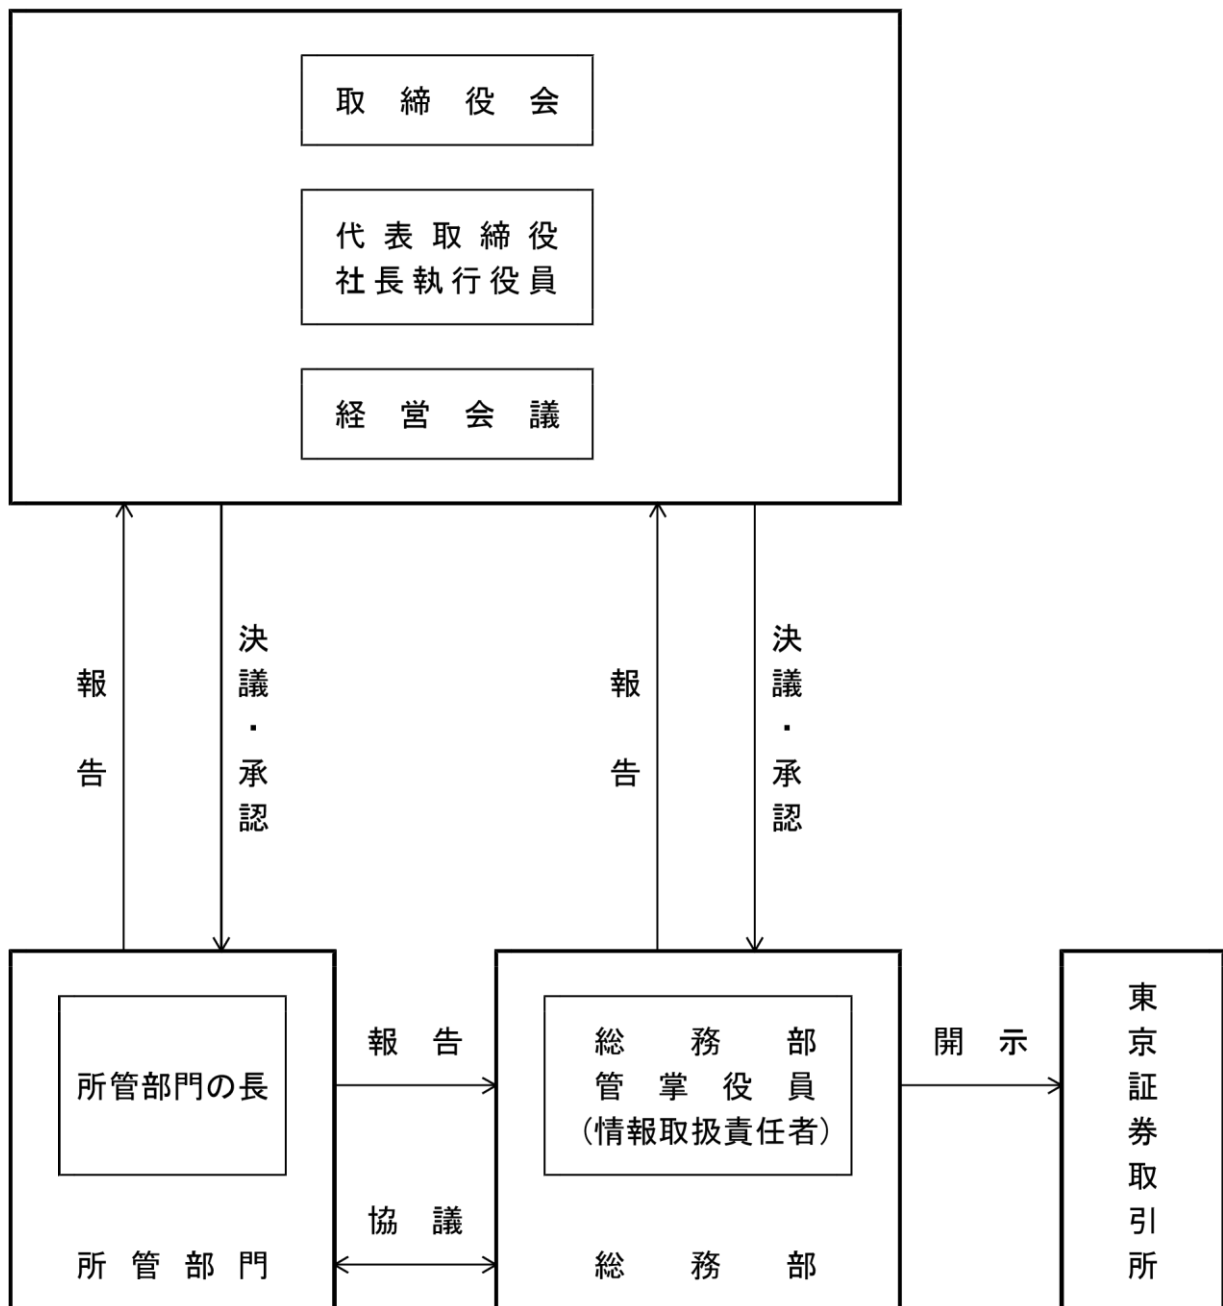 取締役会
代表取締役
社長執行役員
経営会議
報告
決議・承認
報告
決議・承認
所管部門の長
所管部門
報告
協議
総務部
管掌役員
（情報取扱責任者）
総務部
開示
東京証券取引所